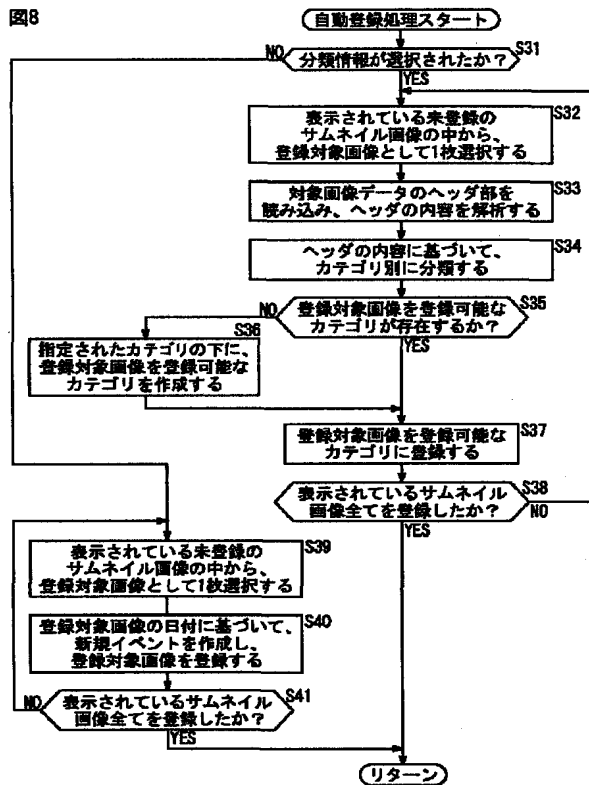 図8
自動登録処理スタート
S31
分類情報が選択されたか？
NO
YES
S32
表示されている未登録の
サムネイル画像の中から、
登録対象画像として1枚選択する
S33
対象画像データのヘッダ部を
読み込み、ヘッダの内容を解析する
S34
ヘッダの内容に基づいて、
カテゴリ別に分類する
S35
登録対象画像を登録可能な
カテゴリが存在するか？
NO
YES
S36
指定されたカテゴリの下に、
登録対象画像を登録可能な
カテゴリを作成する
S37
登録対象画像を登録可能な
カテゴリに登録する
S38
表示されているサムネイル
画像全てを登録したか？
NO
YES
S39
表示されている未登録の
サムネイル画像の中から、
登録対象画像として1枚選択する
S40
登録対象画像の日付に基づいて、
新規イベントを作成し、
登録対象画像を登録する
S41
表示されているサムネイル
画像全てを登録したか？
NO
YES
リターン